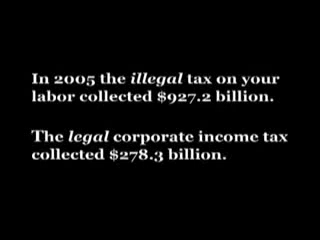 In 2005 the illegal tax on your
labor collected $927.2 billion.
The legal corporate income tax
collected $278.3 billion.